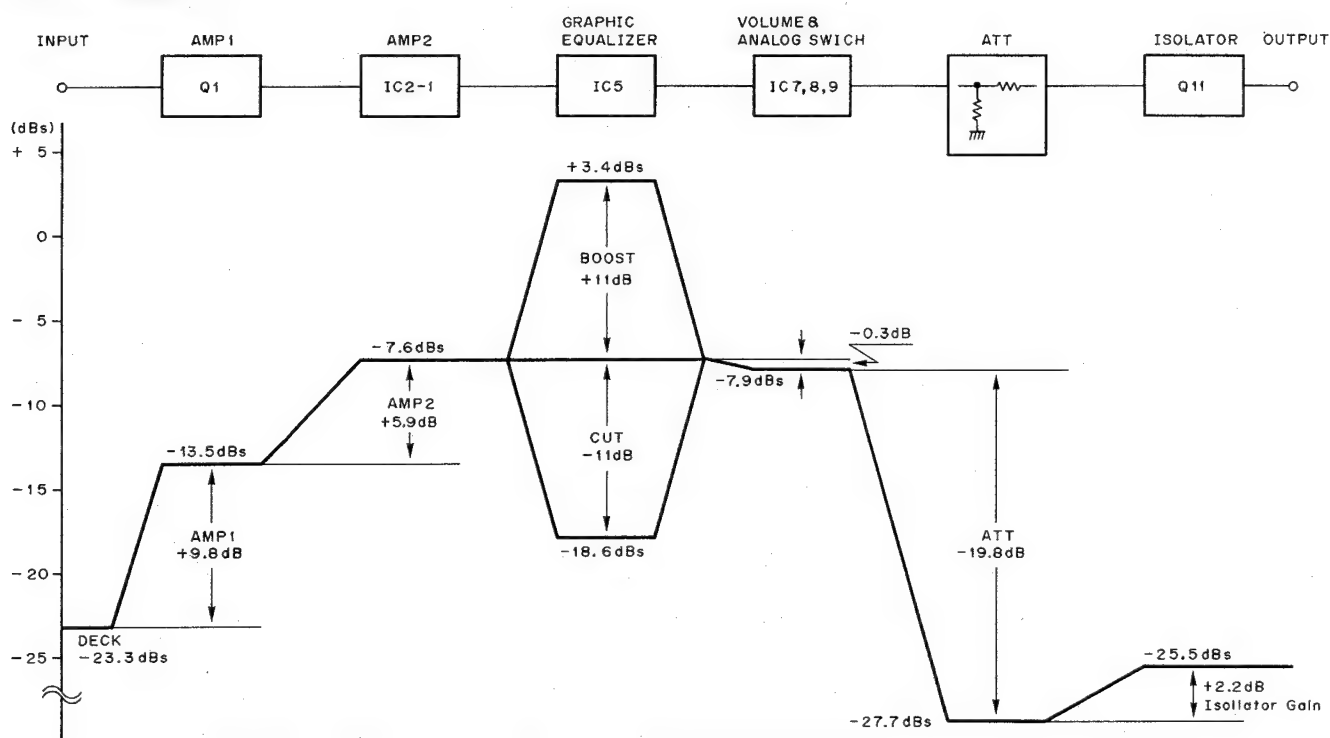 INPUT
AMP1
Q1
AMP2
IC2-1
GRAPHIC
EQUALIZER
IC5
VOLUME &
ANALOG SWICH
IC7,8,9
ATT
ISOLATOR
Q11
OUTPUT
(dBs)
+ 5
0
- 5
-10
-15
-20
-25
DECK
-23.3dBs
-13.5dBs
AMP1
+9.8dB
-7.6dBs
AMP2
+5.9dB
+3.4dBs
BOOST
+11dB
CUT
-11dB
-18.6dBs
-0.3dB
-7.9dBs
ATT
-19.8dB
-27.7dBs
-25.5dBs
+2.2dB
Isollator Gain